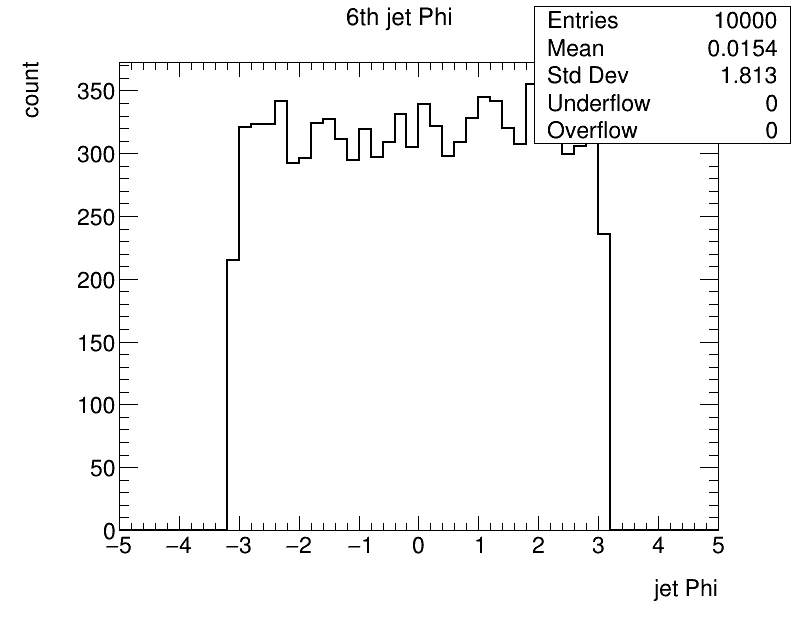 6th jet Phi
Entries 10000
Mean 0.0154
Std Dev 1.813
Underflow 0
Overflow 0
count
350
300
250
200
150
100
50
0
−5 −4 −3 −2 −1 0 1 2 3 4 5
jet Phi